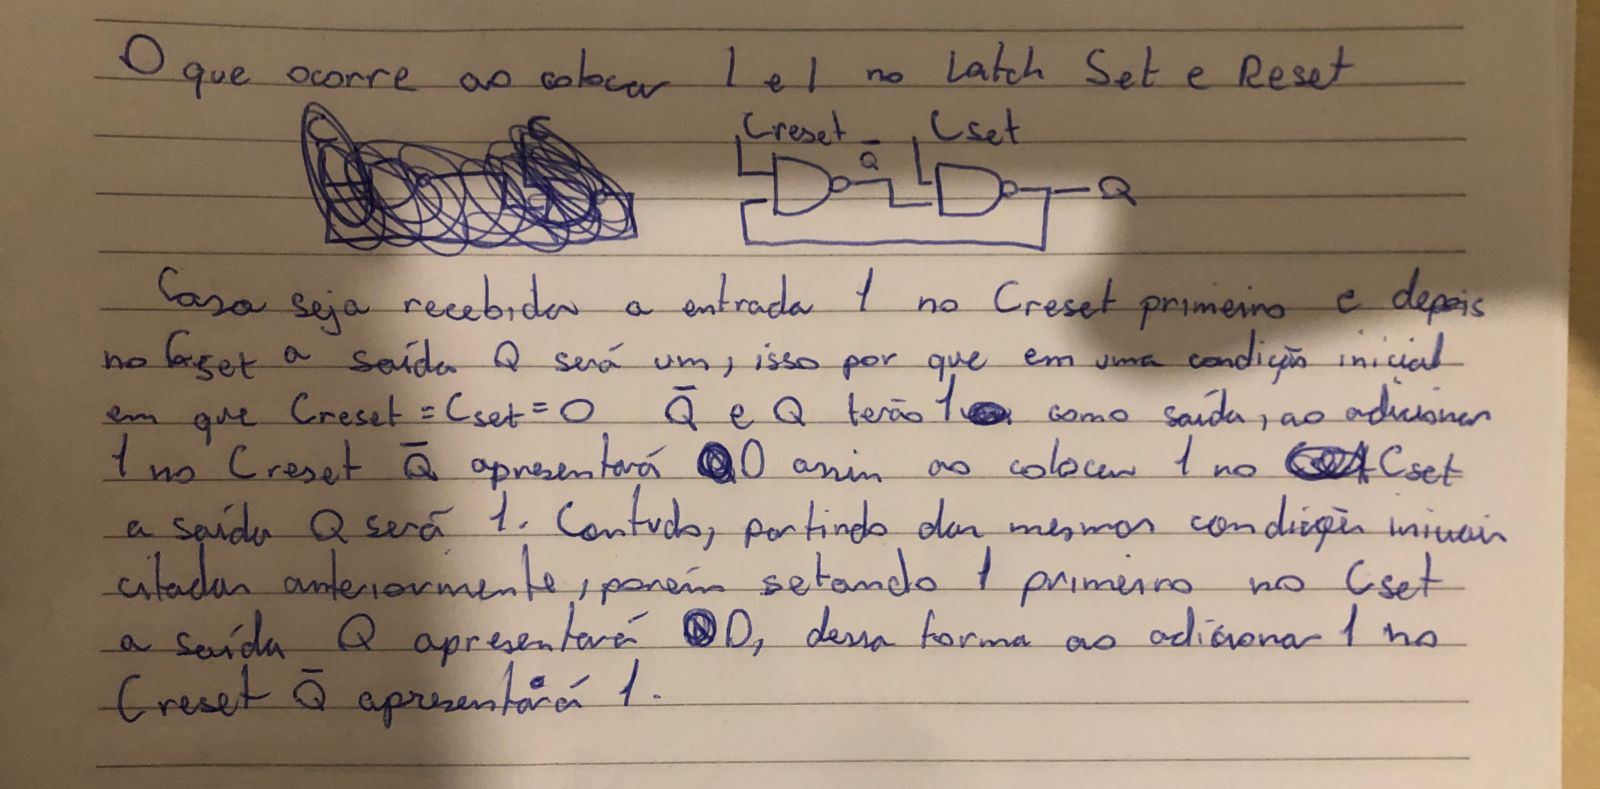 O que ocorre ao colocar 1 e 1 no Latch Set e Reset
Creset Q̄ Cset
Q
Caso seja recebida a entrada 1 no Creset primeiro e depois
no Cset a saída Q será um, isso por que em uma condição inicial
em que Creset = Cset = 0 Q̄ e Q terão 1 como saída, ao adicionar
1 no Creset Q̄ apresentará 0 assim ao colocar 1 no Cset
a saída Q será 1. Contudo, partindo das mesmas condições iniciais
citadas anteriormente, porém setando 1 primeiro no Cset
a saída Q apresentará 0, dessa forma ao adicionar 1 no
Creset Q̄ apresentará 1.